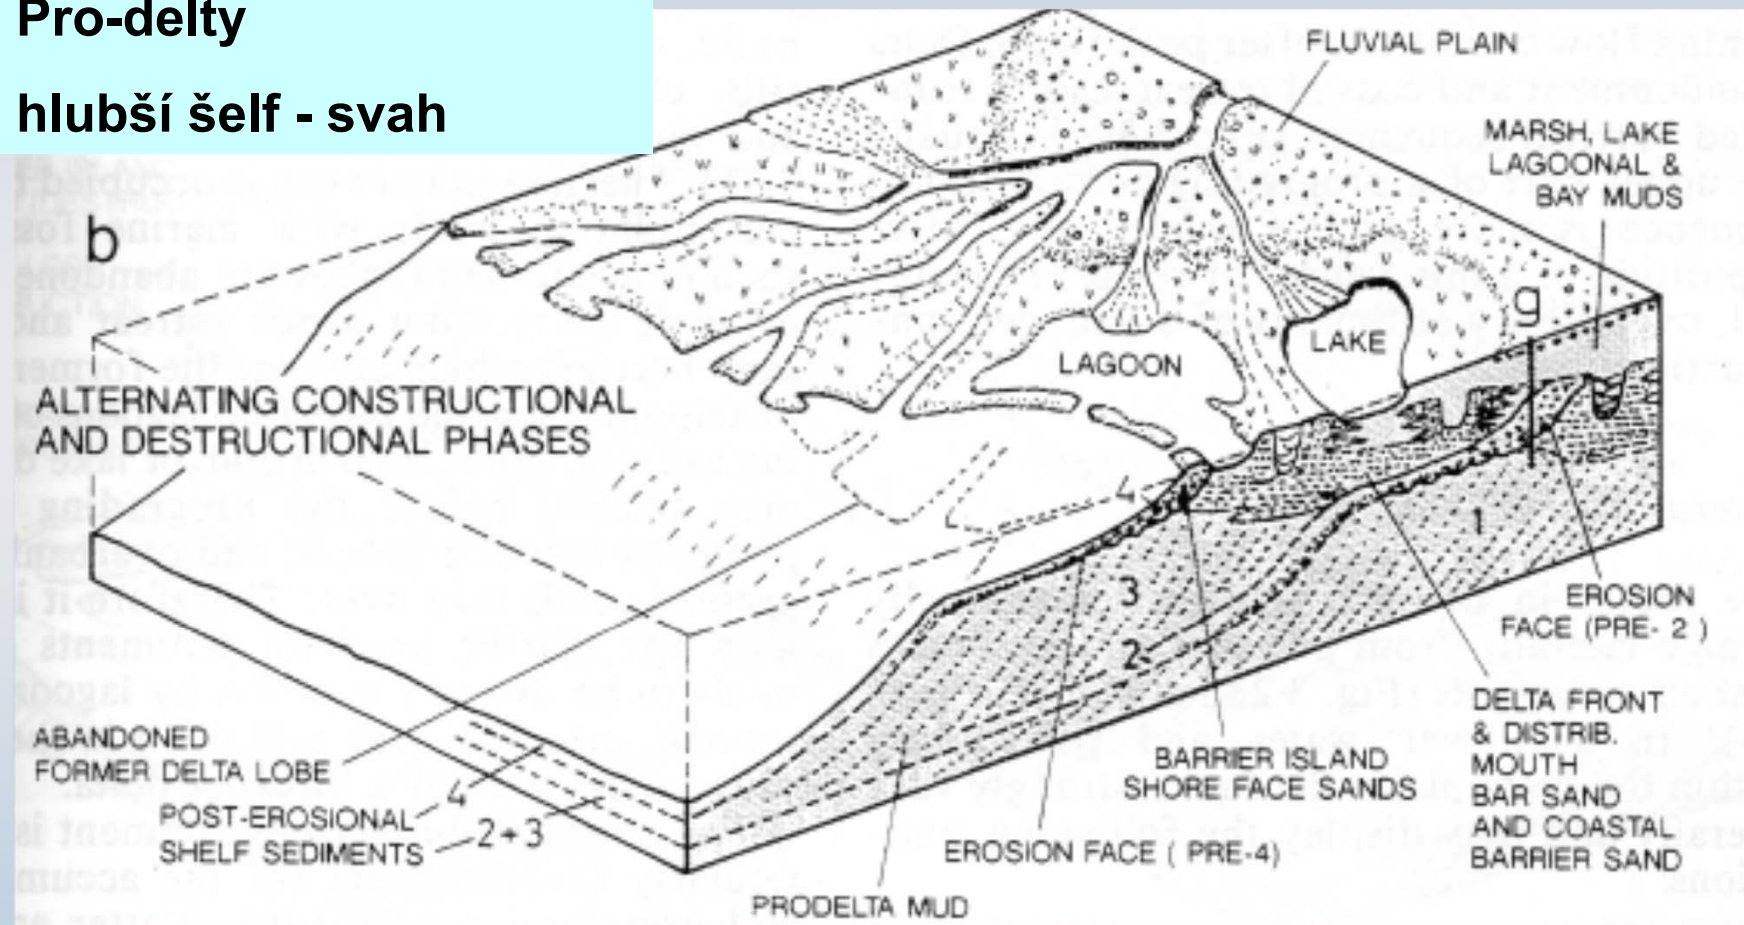 Pro-delty
hlubší šelf - svah
b
FLUVIAL PLAIN
MARSH, LAKE
LAGOONAL &
BAY MUDS
g
LAKE
LAGOON
ALTERNATING CONSTRUCTIONAL
AND DESTRUCTIONAL PHASES
4
1
3
2
EROSION
FACE (PRE- 2 )
DELTA FRONT
& DISTRIB.
MOUTH
BAR SAND
AND COASTAL
BARRIER SAND
BARRIER ISLAND
SHORE FACE SANDS
EROSION FACE ( PRE-4)
PRODELTA MUD
ABANDONED
FORMER DELTA LOBE
4
POST-EROSIONAL
SHELF SEDIMENTS
2+3